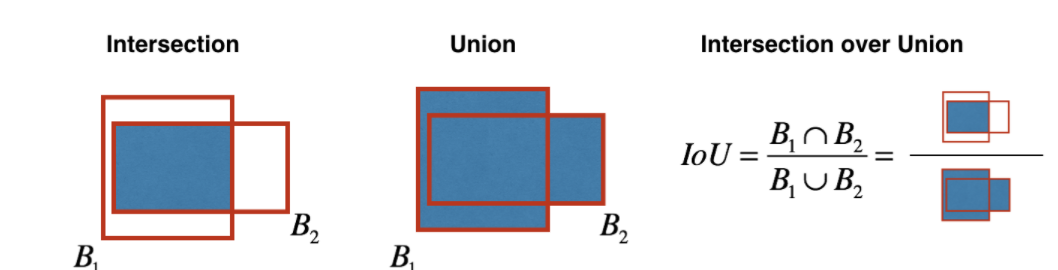 Intersection
Union
Intersection over Union
B₁
B₂
B₁
B₂
IoU = B₁ ∩ B₂ / B₁ ∪ B₂ =